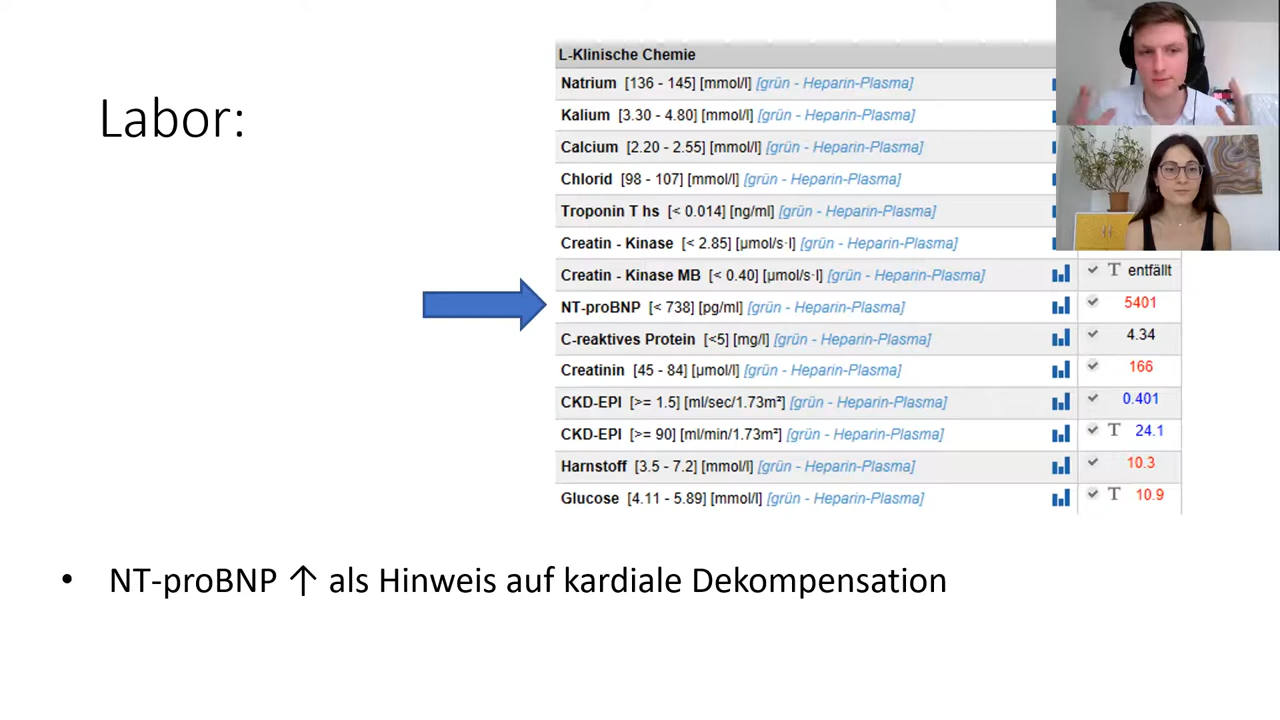 Labor:
L-Klinische Chemie
Natrium [136 - 145] [mmol/l] [grün - Heparin-Plasma]
Kalium [3.30 - 4.80] [mmol/l] [grün - Heparin-Plasma]
Calcium [2.20 - 2.55] [mmol/l] [grün - Heparin-Plasma]
Chlorid [98 - 107] [mmol/l] [grün - Heparin-Plasma]
Troponin T hs [< 0.014] [ng/ml] [grün - Heparin-Plasma]
Creatin - Kinase [< 2.85] [µmol/s·l] [grün - Heparin-Plasma]
Creatin - Kinase MB [< 0.40] [µmol/s·l] [grün - Heparin-Plasma] T entfällt
NT-proBNP [< 738] [pg/ml] [grün - Heparin-Plasma] 5401
C-reaktives Protein [<5] [mg/l] [grün - Heparin-Plasma] 4.34
Creatinin [45 - 84] [µmol/l] [grün - Heparin-Plasma] 166
CKD-EPI [>= 1.5] [ml/sec/1.73m²] [grün - Heparin-Plasma] 0.401
CKD-EPI [>= 90] [ml/min/1.73m²] [grün - Heparin-Plasma] T 24.1
Harnstoff [3.5 - 7.2] [mmol/l] [grün - Heparin-Plasma] 10.3
Glucose [4.11 - 5.89] [mmol/l] [grün - Heparin-Plasma] T 10.9
• NT-proBNP ↑ als Hinweis auf kardiale Dekompensation